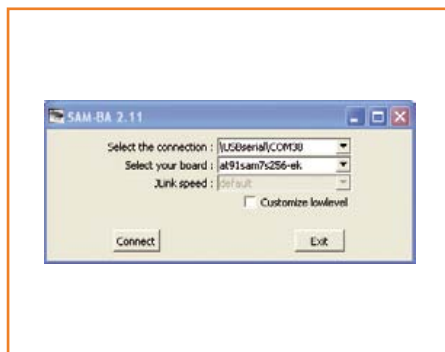 SAM-BA 2.11
Select the connection : \USBserial\COM30
Select your board : at91sam7s256-ek
JLink speed : default
Customize lowlevel
Connect Exit